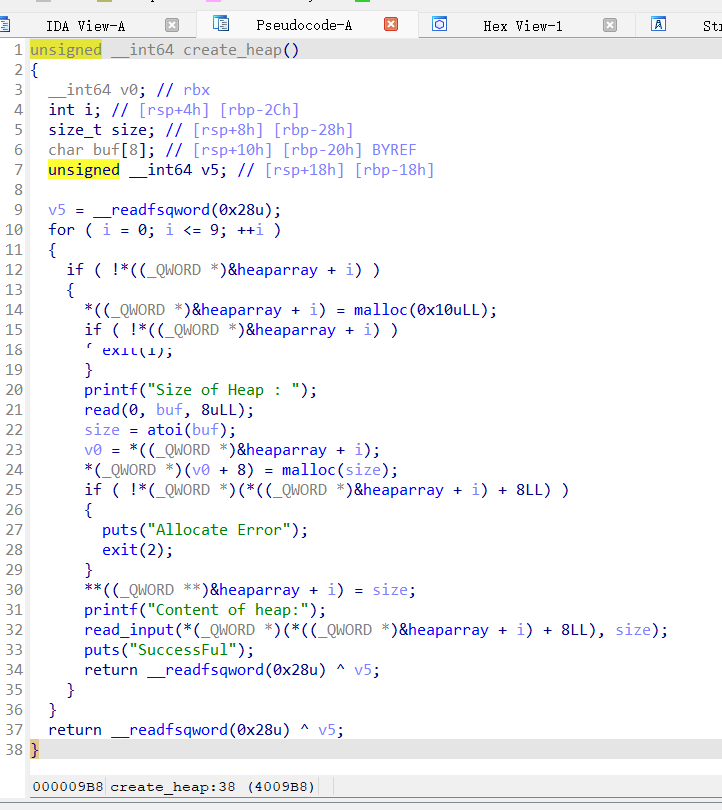 IDA View-A Pseudocode-A Hex View-1 Str
1 unsigned __int64 create_heap()
2 {
3 __int64 v0; // rbx
4 int i; // [rsp+4h] [rbp-2Ch]
5 size_t size; // [rsp+8h] [rbp-28h]
6 char buf[8]; // [rsp+10h] [rbp-20h] BYREF
7 unsigned __int64 v5; // [rsp+18h] [rbp-18h]
8
9 v5 = __readfsqword(0x28u);
10 for ( i = 0; i <= 9; ++i )
11 {
12 if ( !*((_QWORD *)&heaparray + i) )
13 {
14 *((_QWORD *)&heaparray + i) = malloc(0x10uLL);
15 if ( !*((_QWORD *)&heaparray + i) )
18 exit(1);
19 }
20 printf("Size of Heap : ");
21 read(0, buf, 8uLL);
22 size = atoi(buf);
23 v0 = *((_QWORD *)&heaparray + i);
24 *(_QWORD *)(v0 + 8) = malloc(size);
25 if ( !*(_QWORD *)(*((_QWORD *)&heaparray + i) + 8LL) )
26 {
27 puts("Allocate Error");
28 exit(2);
29 }
30 **((_QWORD **)&heaparray + i) = size;
31 printf("Content of heap:");
32 read_input(*(_QWORD *)(*((_QWORD *)&heaparray + i) + 8LL), size);
33 puts("SuccessFul");
34 return __readfsqword(0x28u) ^ v5;
35 }
36 }
37 return __readfsqword(0x28u) ^ v5;
38 }
000009B8 create_heap:38 (4009B8)